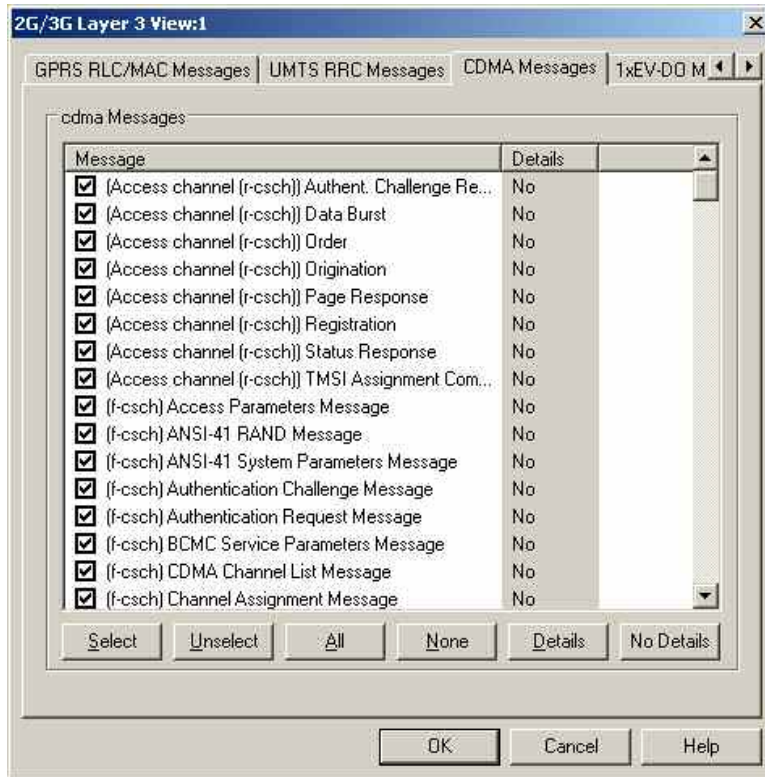 2G/3G Layer 3 View:1
GPRS RLC/MAC Messages UMTS RRC Messages CDMA Messages 1xEV-DO M
cdma Messages
Message Details
(Access channel (r-csch)) Authent. Challenge Re... No
(Access channel (r-csch)) Data Burst No
(Access channel (r-csch)) Order No
(Access channel (r-csch)) Origination No
(Access channel (r-csch)) Page Response No
(Access channel (r-csch)) Registration No
(Access channel (r-csch)) Status Response No
(Access channel (r-csch)) TMSI Assignment Com... No
(f-csch) Access Parameters Message No
(f-csch) ANSI-41 RAND Message No
(f-csch) ANSI-41 System Parameters Message No
(f-csch) Authentication Challenge Message No
(f-csch) Authentication Request Message No
(f-csch) BCMC Service Parameters Message No
(f-csch) CDMA Channel List Message No
(f-csch) Channel Assignment Message No
Select Unselect All None Details No Details
OK Cancel Help